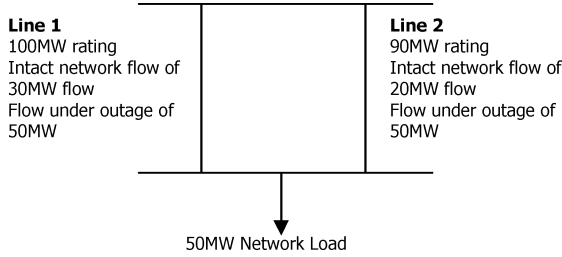 Line 1
100MW rating
Intact network flow of
30MW flow
Flow under outage of
50MW
Line 2
90MW rating
Intact network flow of
20MW flow
Flow under outage of
50MW
50MW Network Load